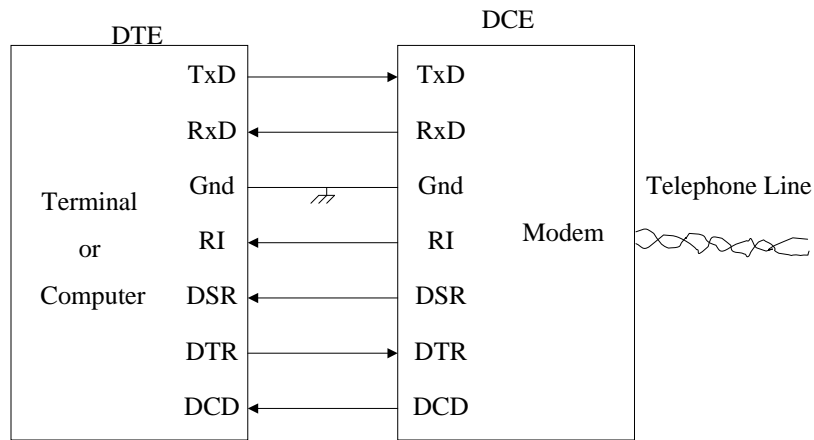 DTE
DCE
TxD
TxD
RxD
RxD
Gnd
Gnd
Telephone Line
Terminal
or
Computer
RI
RI
Modem
DSR
DSR
DTR
DTR
DCD
DCD